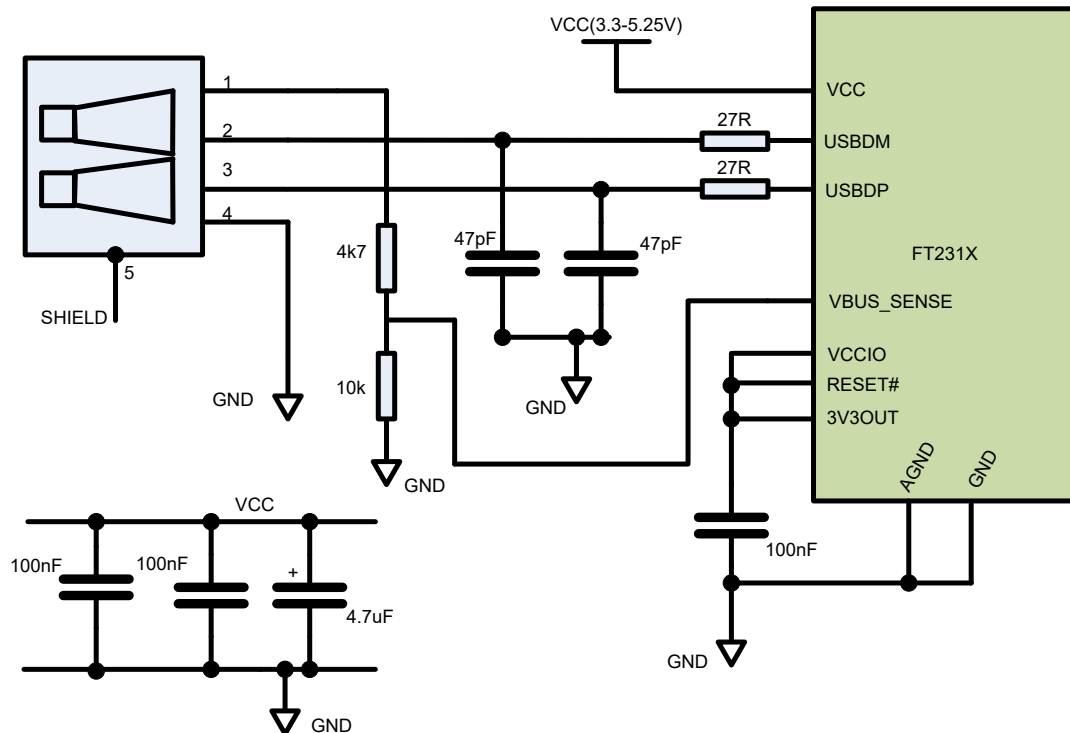 VCC(3.3-5.25V)
1
VCC
27R
2
USBDM
27R
3
USBDP
4
4k7
47pF
47pF
FT231X
5
SHIELD
VBUS_SENSE
VCCIO
10k
RESET#
GND
GND
3V3OUT
AGND
GND
GND
VCC
100nF
100nF
100nF
+
4.7uF
GND
GND